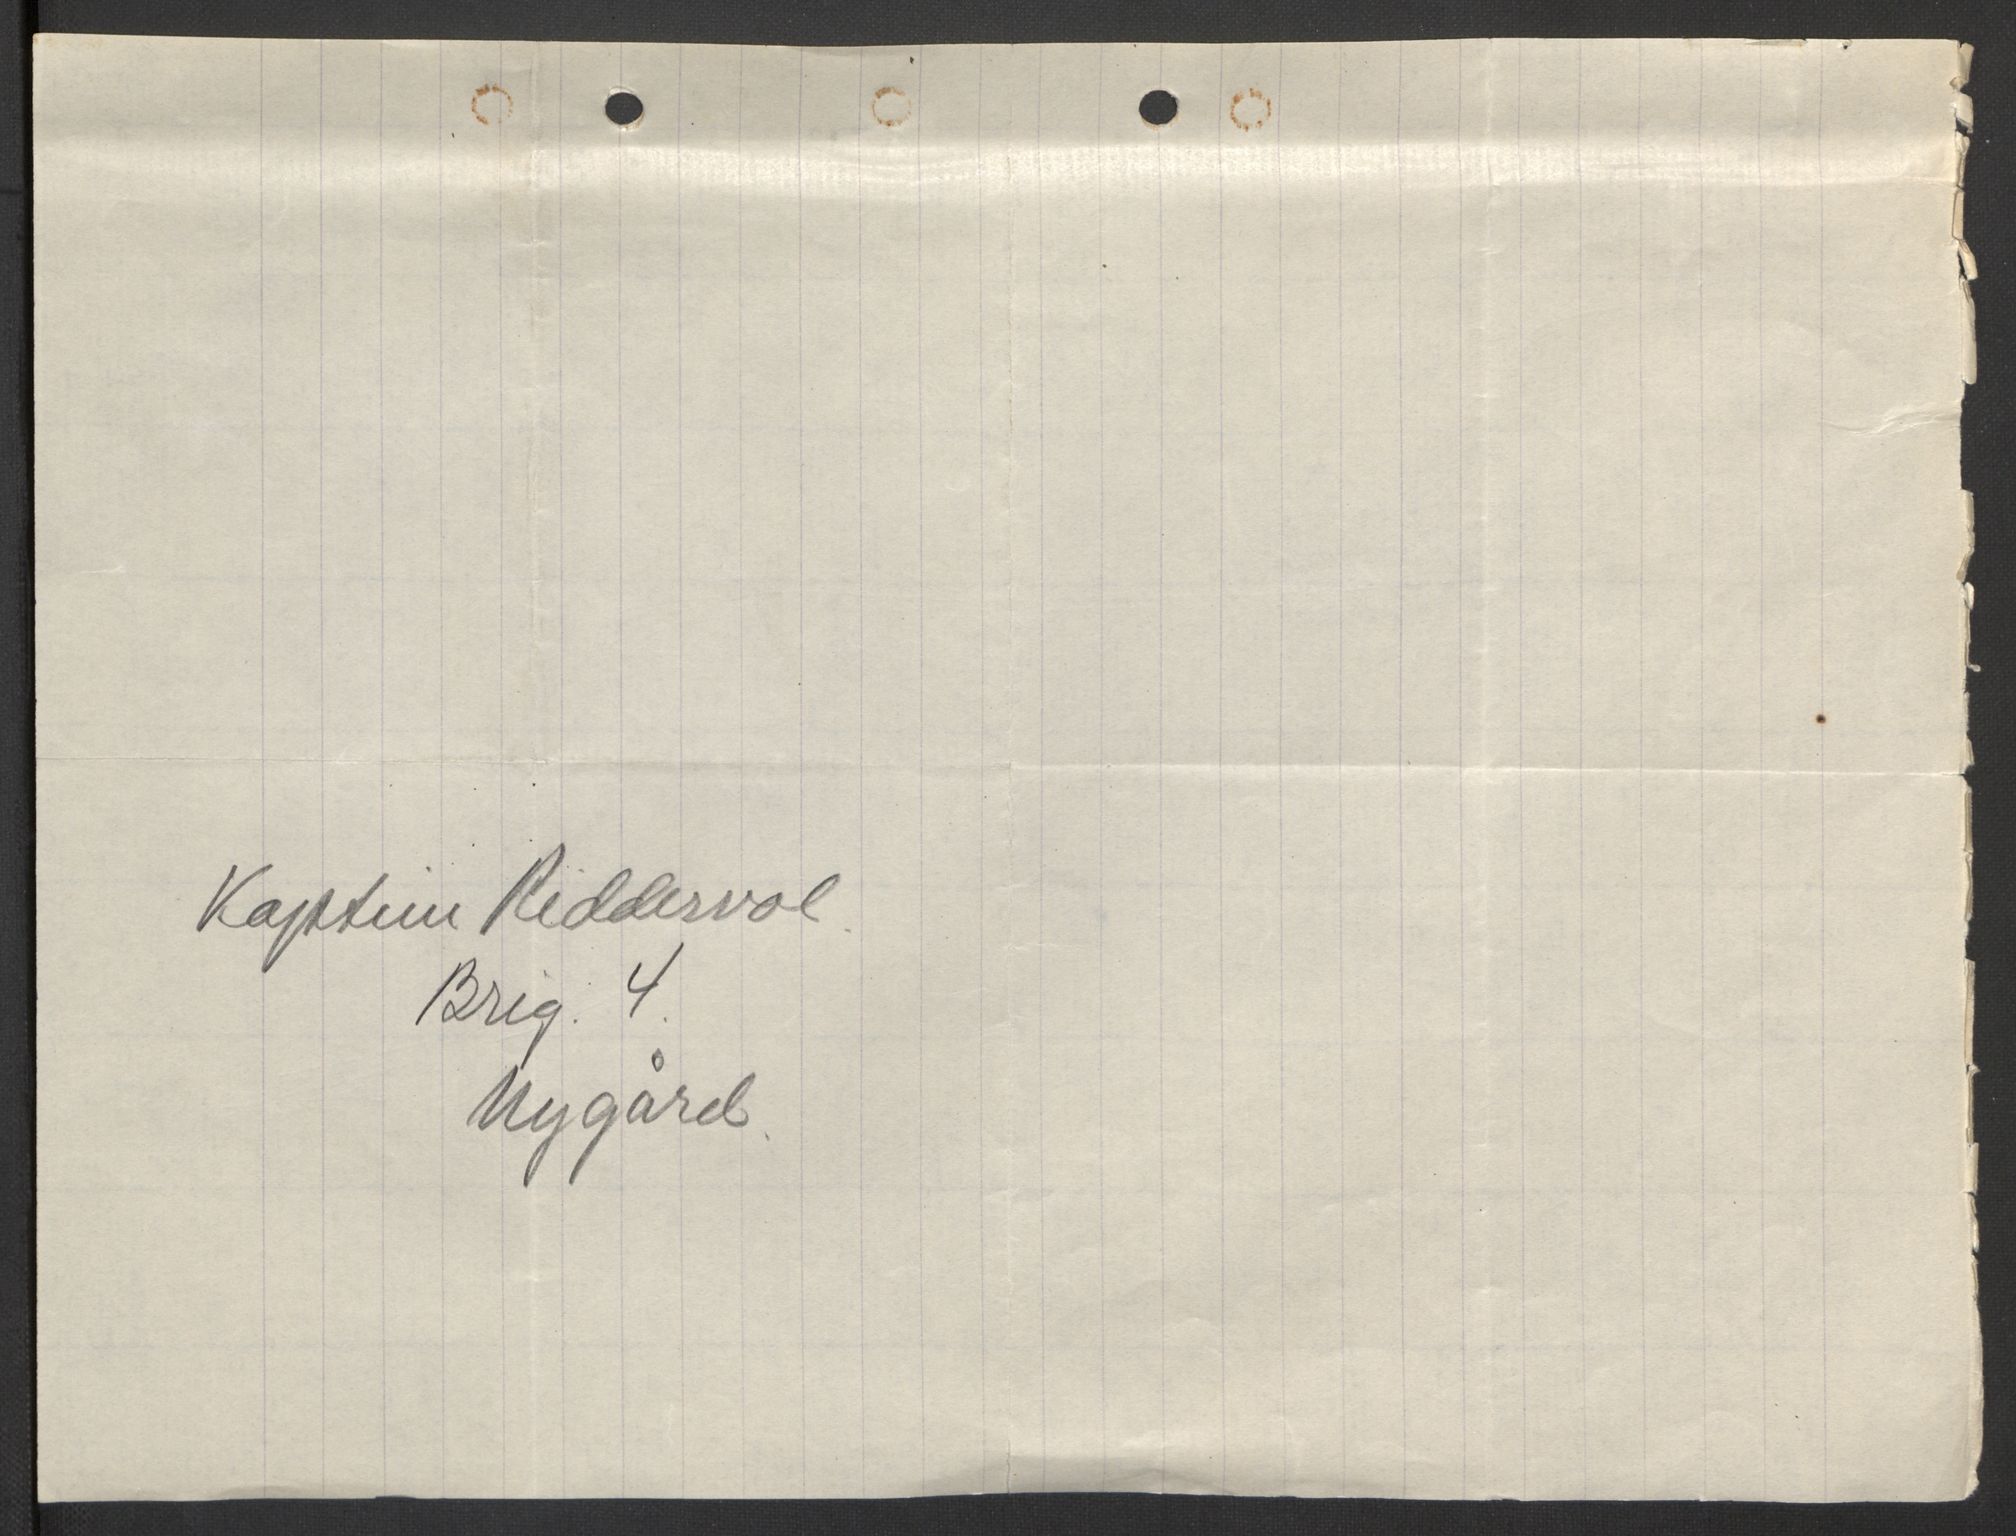 Kaptein Riddervol.
Brig. 4.
Nygård.